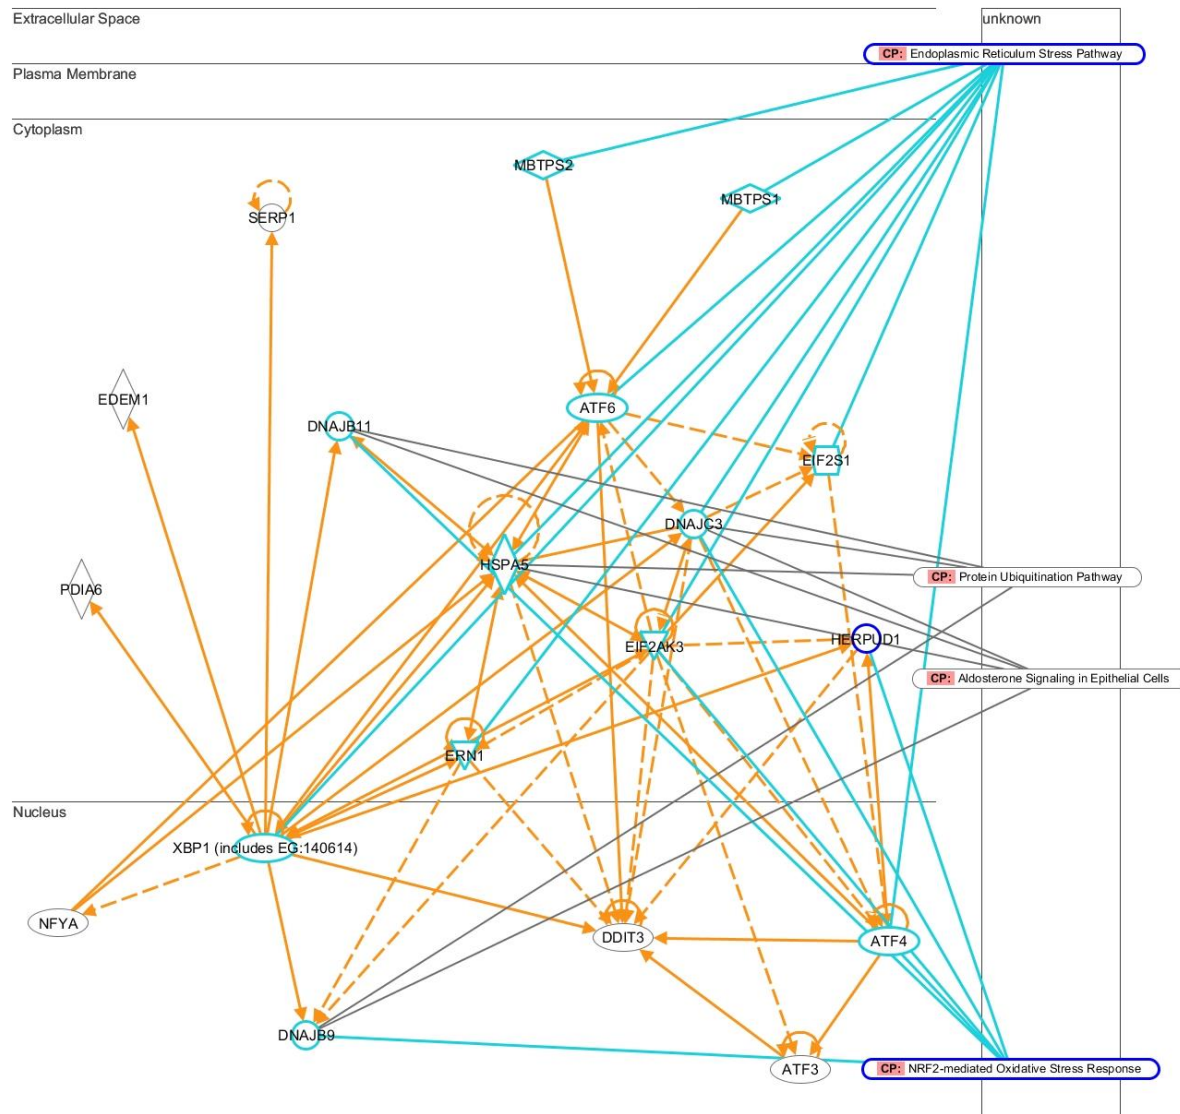 Extracellular Space
unknown
CP: Endoplasmic Reticulum Stress Pathway
Plasma Membrane
Cytoplasm
MBTPS2
MBTPS1
SERP1
EDEM1
ATF6
DNAJB11
EIF2S1
DNAJC3
HSPA5
CP: Protein Ubiquitination Pathway
PDIA6
HERPUD1
EIF2AK3
CP: Aldosterone Signaling in Epithelial Cells
ERN1
Nucleus
XBP1 (includes EG:140614)
NFYA
DDIT3
ATF4
DNAJB9
ATF3
CP: NRF2-mediated Oxidative Stress Response